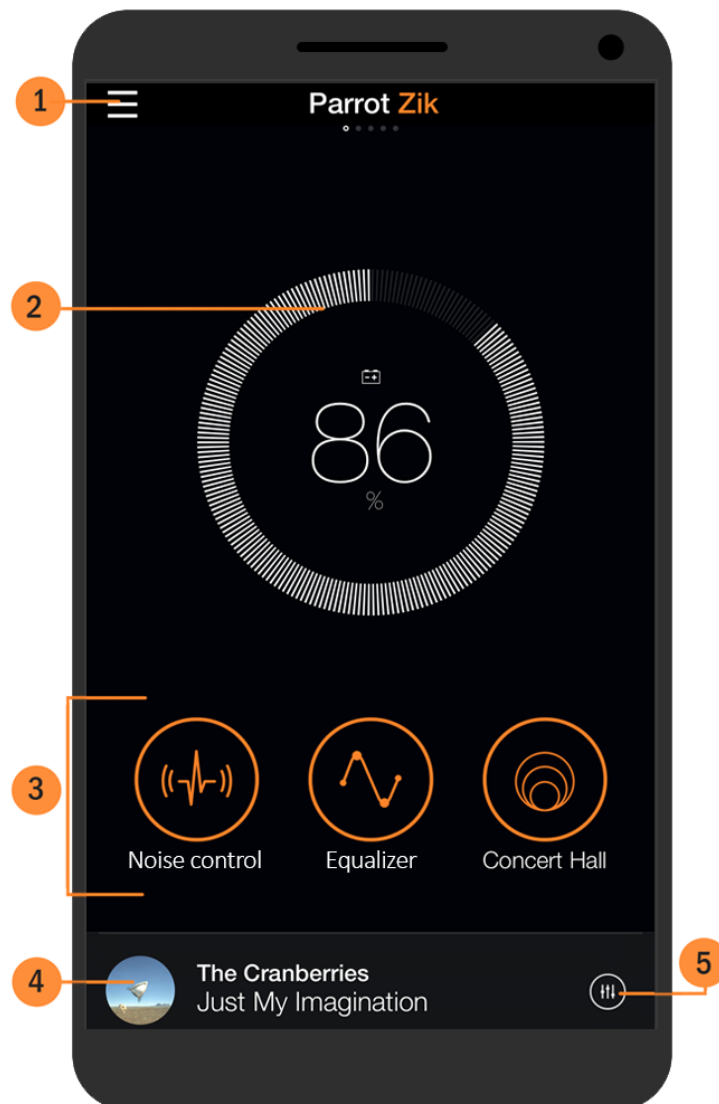 1
Parrot Zik
2
86
%
3
Noise control
Equalizer
Concert Hall
4
The Cranberries
Just My Imagination
5